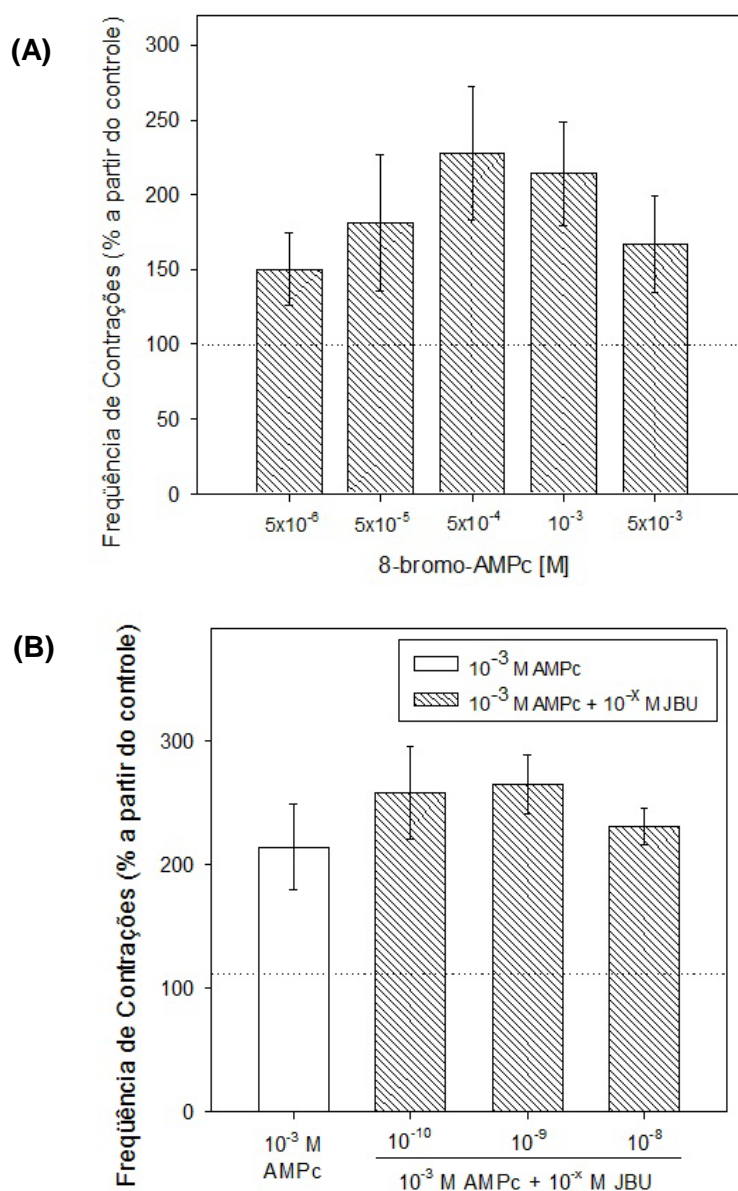 (A)
Freqüência de Contrações (% a partir do controle)
300
250
200
150
100
50
0
5x10⁻⁶ 5x10⁻⁵ 5x10⁻⁴ 10⁻³ 5x10⁻³
8-bromo-AMPc [M]
(B)
Freqüência de Contrações (% a partir do controle)
10⁻³ M AMPc
10⁻³ M AMPc + 10⁻ˣ M JBU
300
200
100
0
10⁻³ M
AMPc
10⁻¹⁰ 10⁻⁹ 10⁻⁸
10⁻³ M AMPc + 10⁻ˣ M JBU